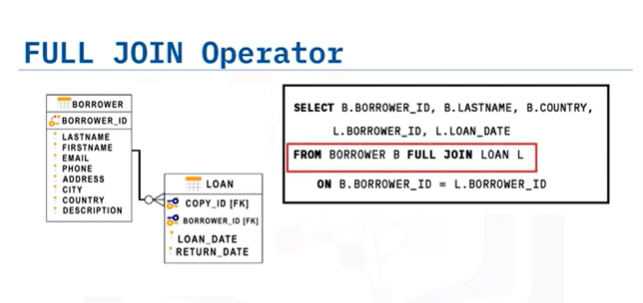 FULL JOIN Operator
BORROWER
BORROWER_ID
LASTNAME
FIRSTNAME
EMAIL
PHONE
ADDRESS
CITY
COUNTRY
DESCRIPTION
LOAN
COPY_ID [FK]
BORROWER_ID [FK]
LOAN_DATE
RETURN_DATE
SELECT B.BORROWER_ID, B.LASTNAME, B.COUNTRY,
L.BORROWER_ID, L.LOAN_DATE
FROM BORROWER B FULL JOIN LOAN L
ON B.BORROWER_ID = L.BORROWER_ID